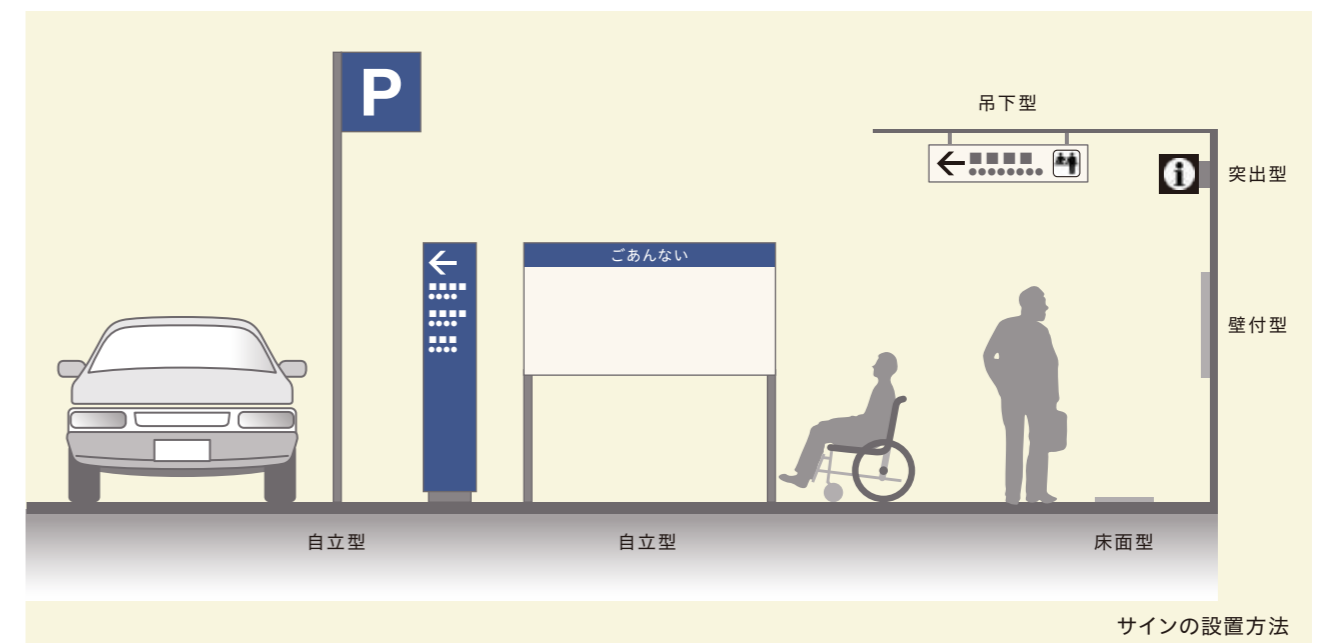 P
吊下型
i
突出型
ごあんない
壁付型
自立型
自立型
床面型
サインの設置方法